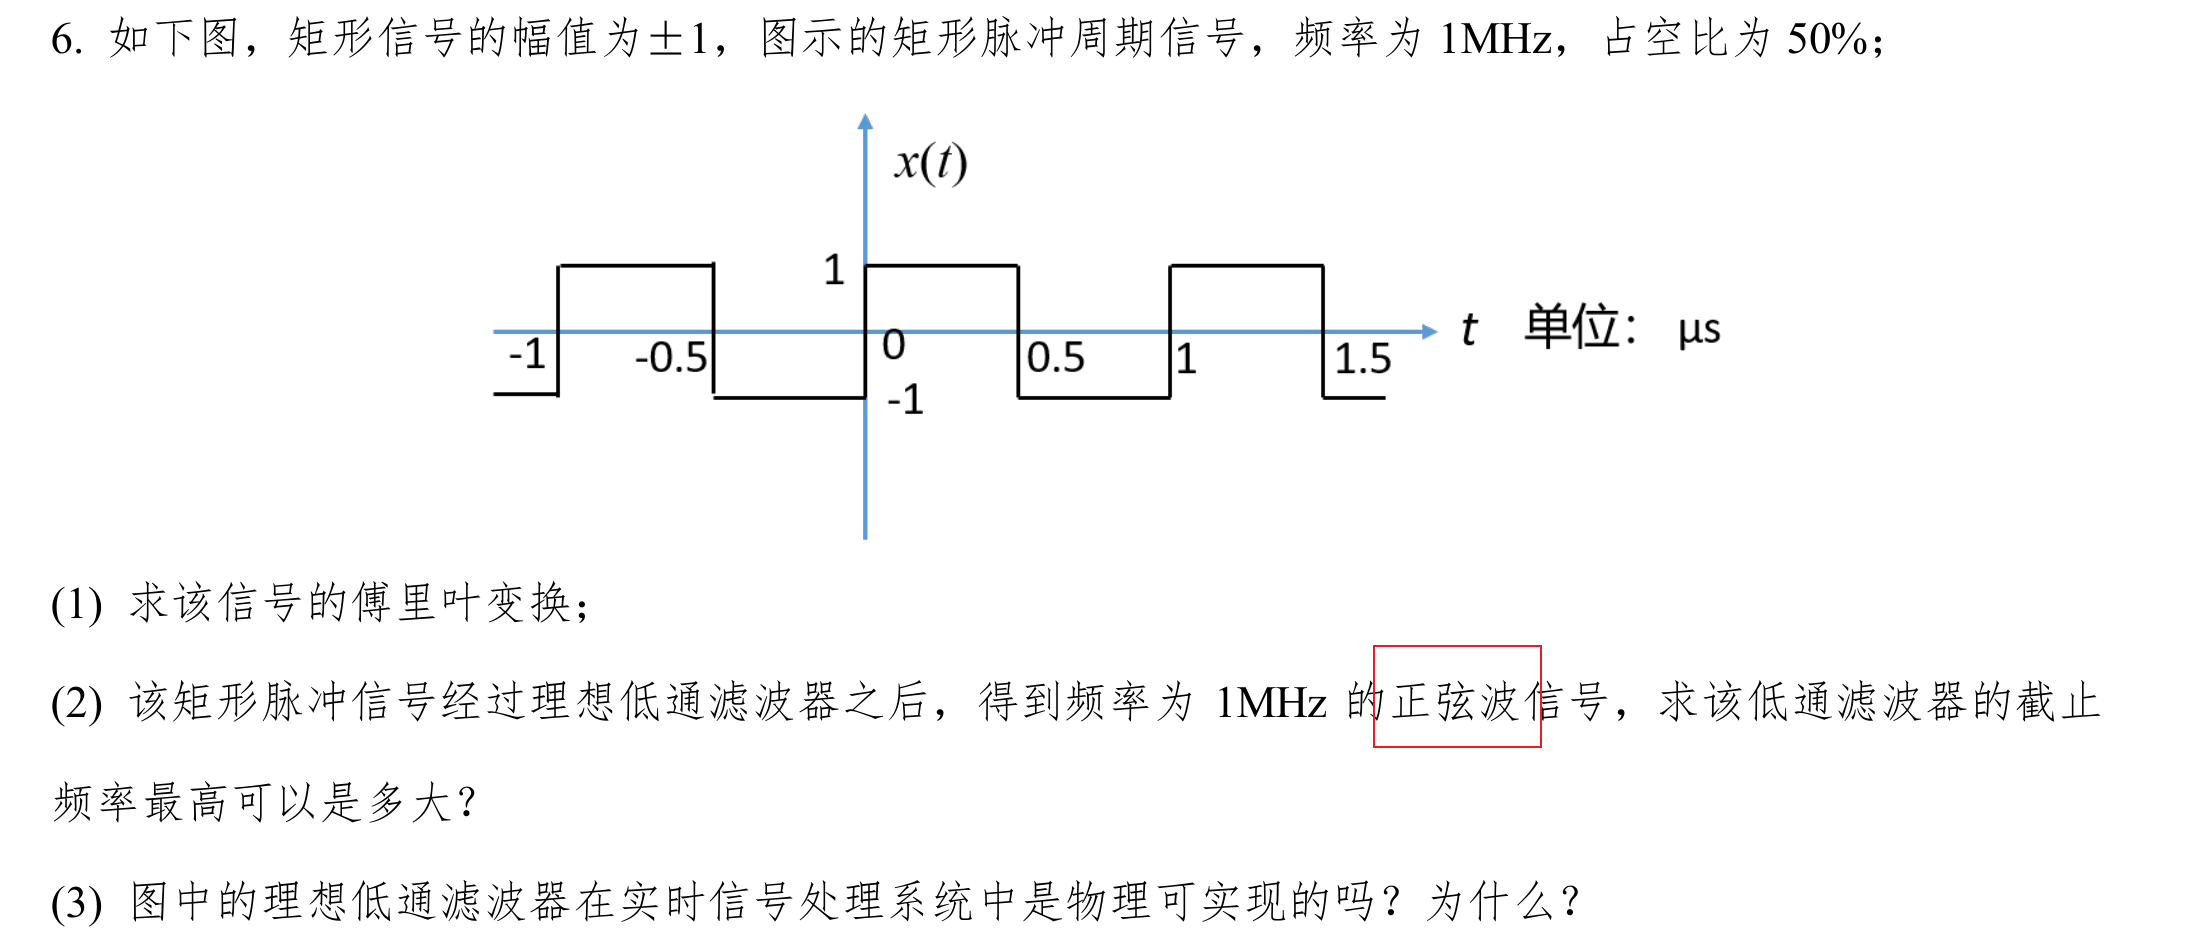 6. 如下图，矩形信号的幅值为±1，图示的矩形脉冲周期信号，频率为 1MHz，占空比为 50%；
x(t)
1
-1 -0.5 0 0.5 1 1.5 t 单位： μs
-1
(1) 求该信号的傅里叶变换；
(2) 该矩形脉冲信号经过理想低通滤波器之后，得到频率为 1MHz 的正弦波信号，求该低通滤波器的截止
频率最高可以是多大？
(3) 图中的理想低通滤波器在实时信号处理系统中是物理可实现的吗？为什么？